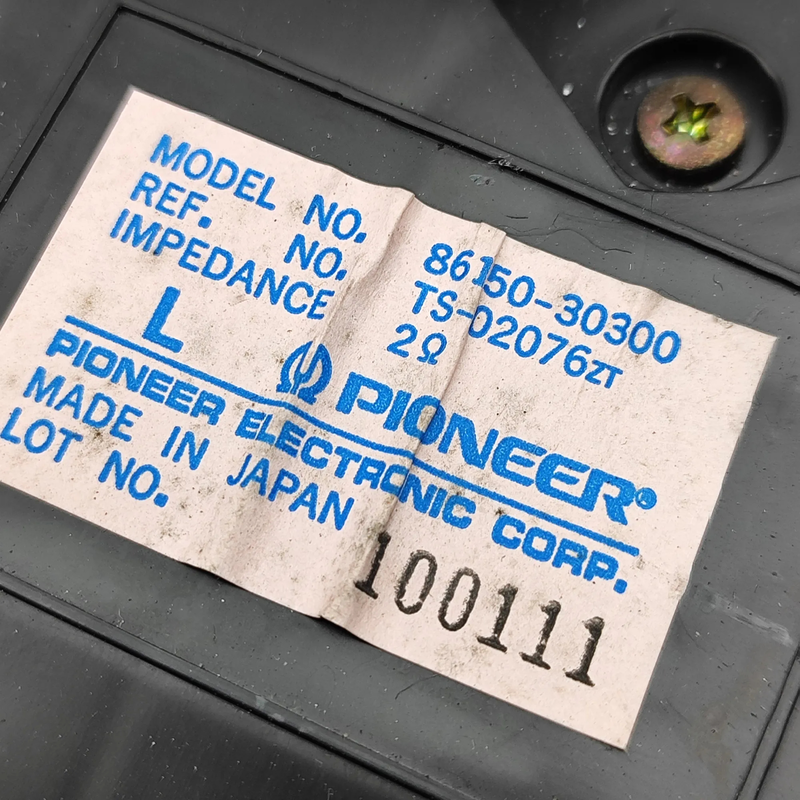 MODEL NO. 86150-30300
REF. NO. TS-02076ZT
IMPEDANCE 2Ω
L PIONEER®
PIONEER ELECTRONIC CORP.
MADE IN JAPAN
LOT NO. 100111